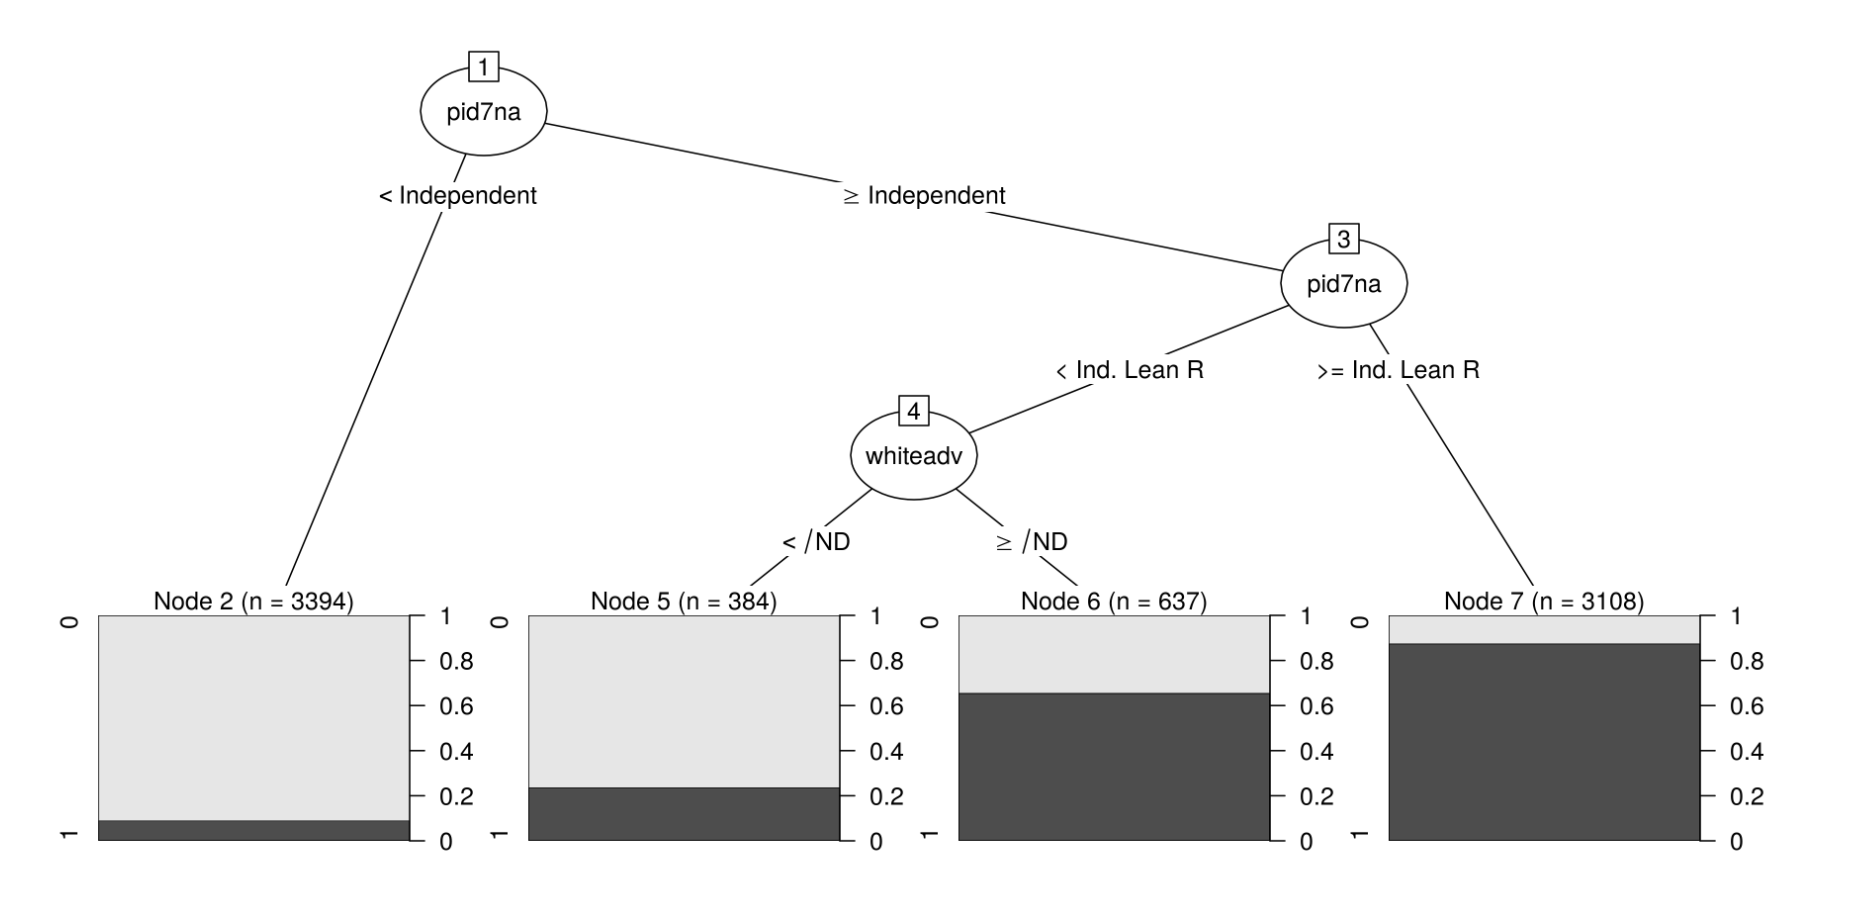 1
pid7na
< Independent
≥ Independent
3
pid7na
< Ind. Lean R
>= Ind. Lean R
4
whiteadv
< /ND
≥ /ND
Node 2 (n = 3394)
0
1
1
0.8
0.6
0.4
0.2
0
Node 5 (n = 384)
0
1
1
0.8
0.6
0.4
0.2
0
Node 6 (n = 637)
0
1
1
0.8
0.6
0.4
0.2
0
Node 7 (n = 3108)
0
1
1
0.8
0.6
0.4
0.2
0